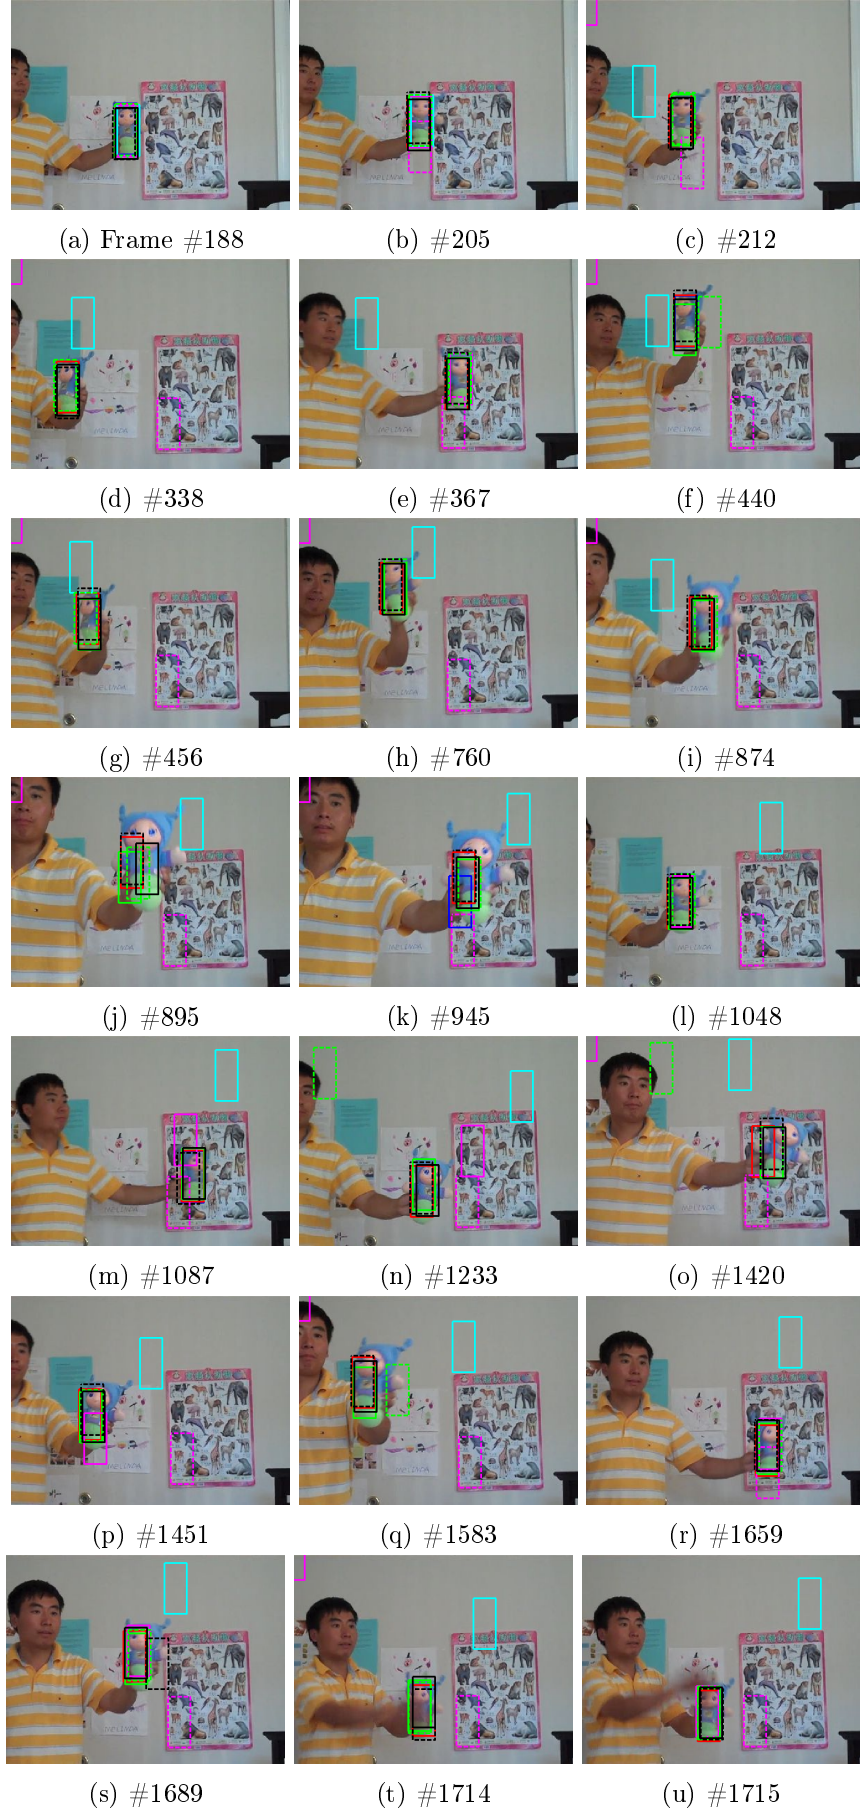 (a) Frame #188
(b) #205
(c) #212
(d) #338
(e) #367
(f) #440
(g) #456
(h) #760
(i) #874
(j) #895
(k) #945
(l) #1048
(m) #1087
(n) #1233
(o) #1420
(p) #1451
(q) #1583
(r) #1659
(s) #1689
(t) #1714
(u) #1715